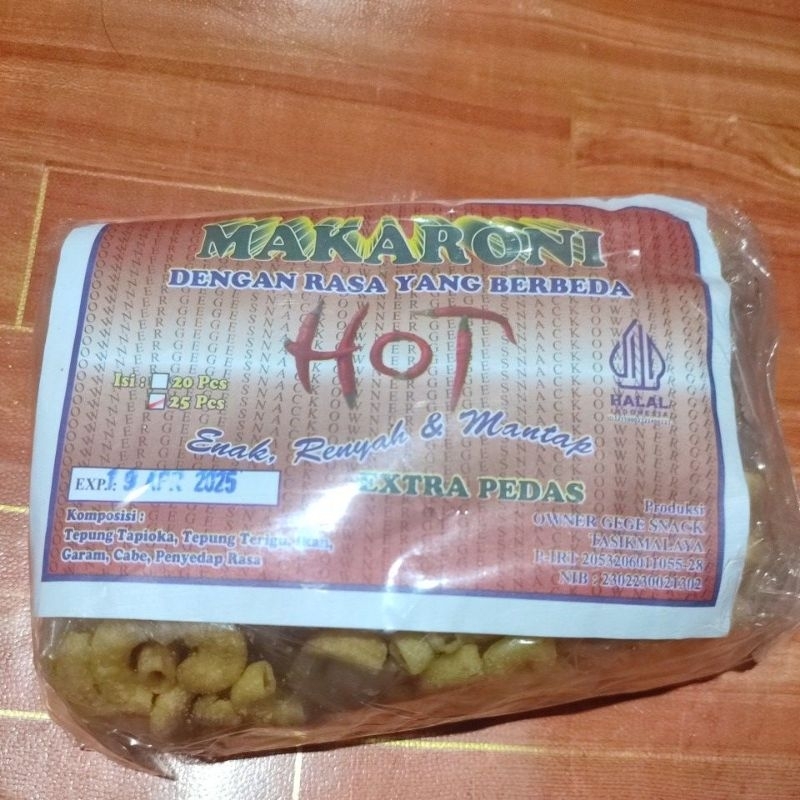 MAKARONI
DENGAN RASA YANG BERBEDA
HOT
Isi : 20 Pcs
25 Pcs
HALAL
INDONESIA
Enak, Renyah & Mantap
EXP.: 19 APR 2025
EXTRA PEDAS
Komposisi :
Tepung Tapioka, Tepung Terigu,
Garam, Cabe, Penyedap Rasa
Produksi
OWNER GEGE SNACK
TASIKMALAYA
P-IRT 2053206011055-28
NIB : 2302230021302